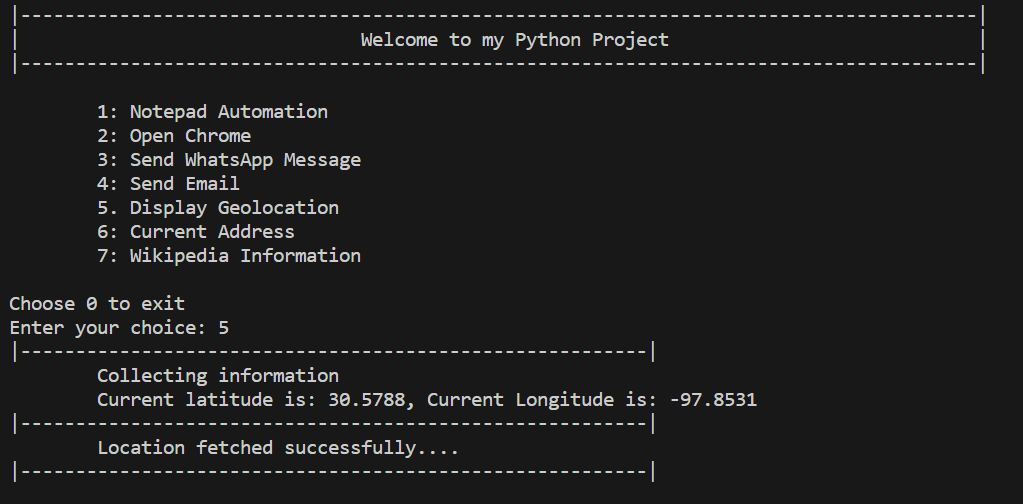 |---------------------------------------------------------------------------------------|
|                               Welcome to my Python Project                            |
|---------------------------------------------------------------------------------------|
1: Notepad Automation
2: Open Chrome
3: Send WhatsApp Message
4: Send Email
5. Display Geolocation
6: Current Address
7: Wikipedia Information
Choose 0 to exit
Enter your choice: 5
|---------------------------------------------------------|
Collecting information
Current latitude is: 30.5788, Current Longitude is: -97.8531
|---------------------------------------------------------|
Location fetched successfully....
|---------------------------------------------------------|